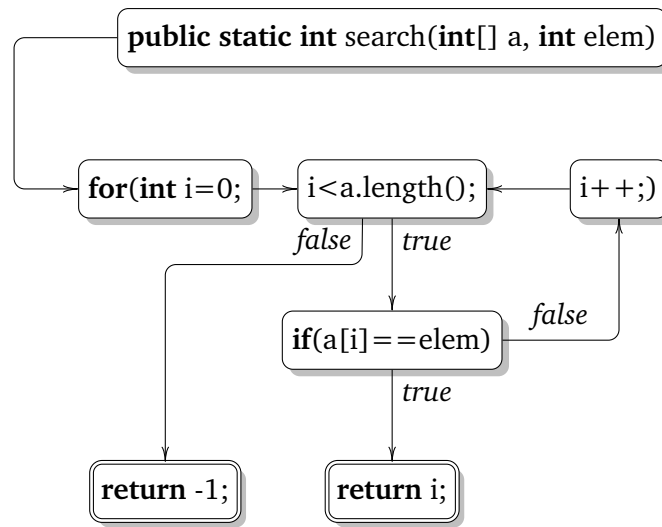 public static int search(int[] a, int elem)
for(int i=0;
i<a.length();
i++;)
false
true
if(a[i]==elem)
false
true
return -1;
return i;